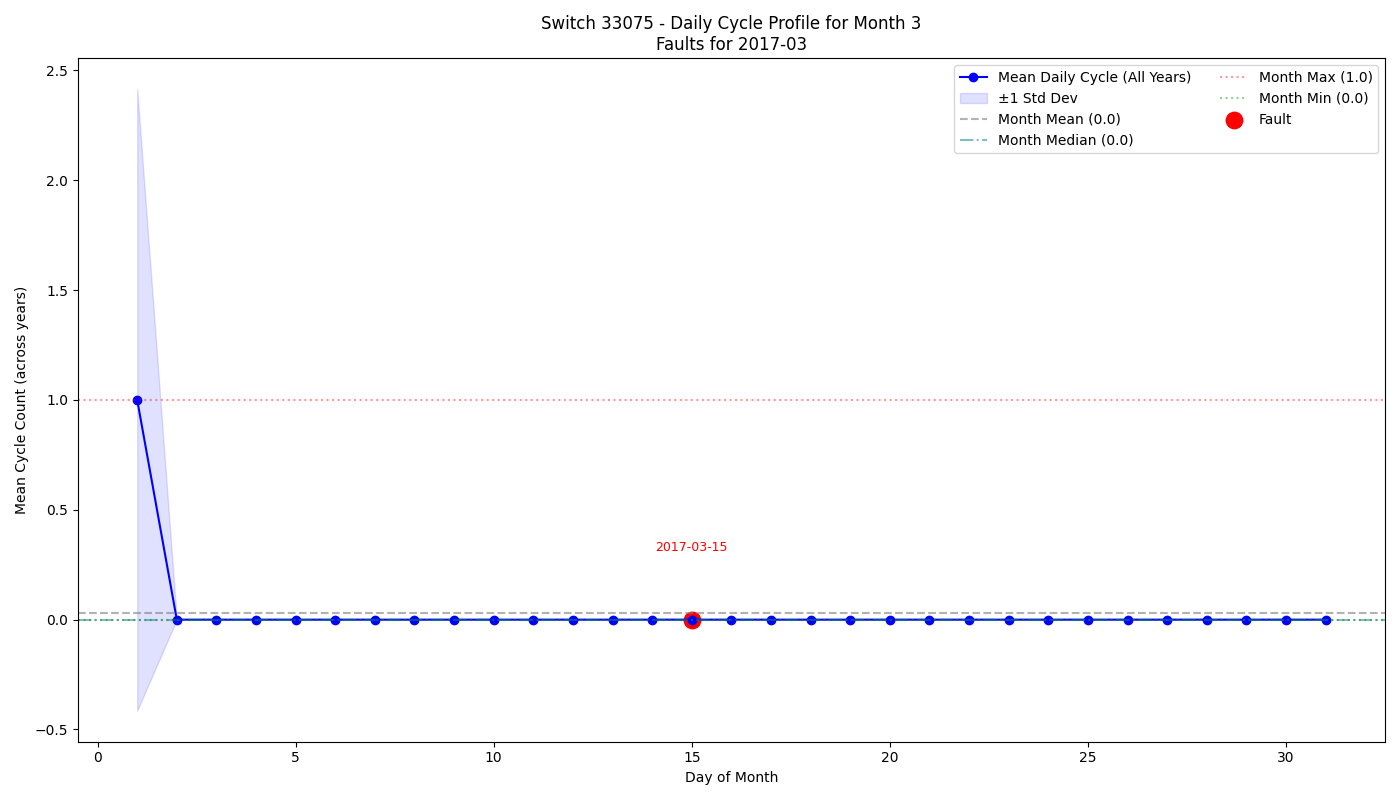 Switch 33075 - Daily Cycle Profile for Month 3
Faults for 2017-03
Mean Daily Cycle (All Years)
±1 Std Dev
Month Mean (0.0)
Month Median (0.0)
Month Max (1.0)
Month Min (0.0)
Fault
Mean Cycle Count (across years)
2.5
2.0
1.5
1.0
0.5
0.0
−0.5
2017-03-15
0
5
10
15
20
25
30
Day of Month